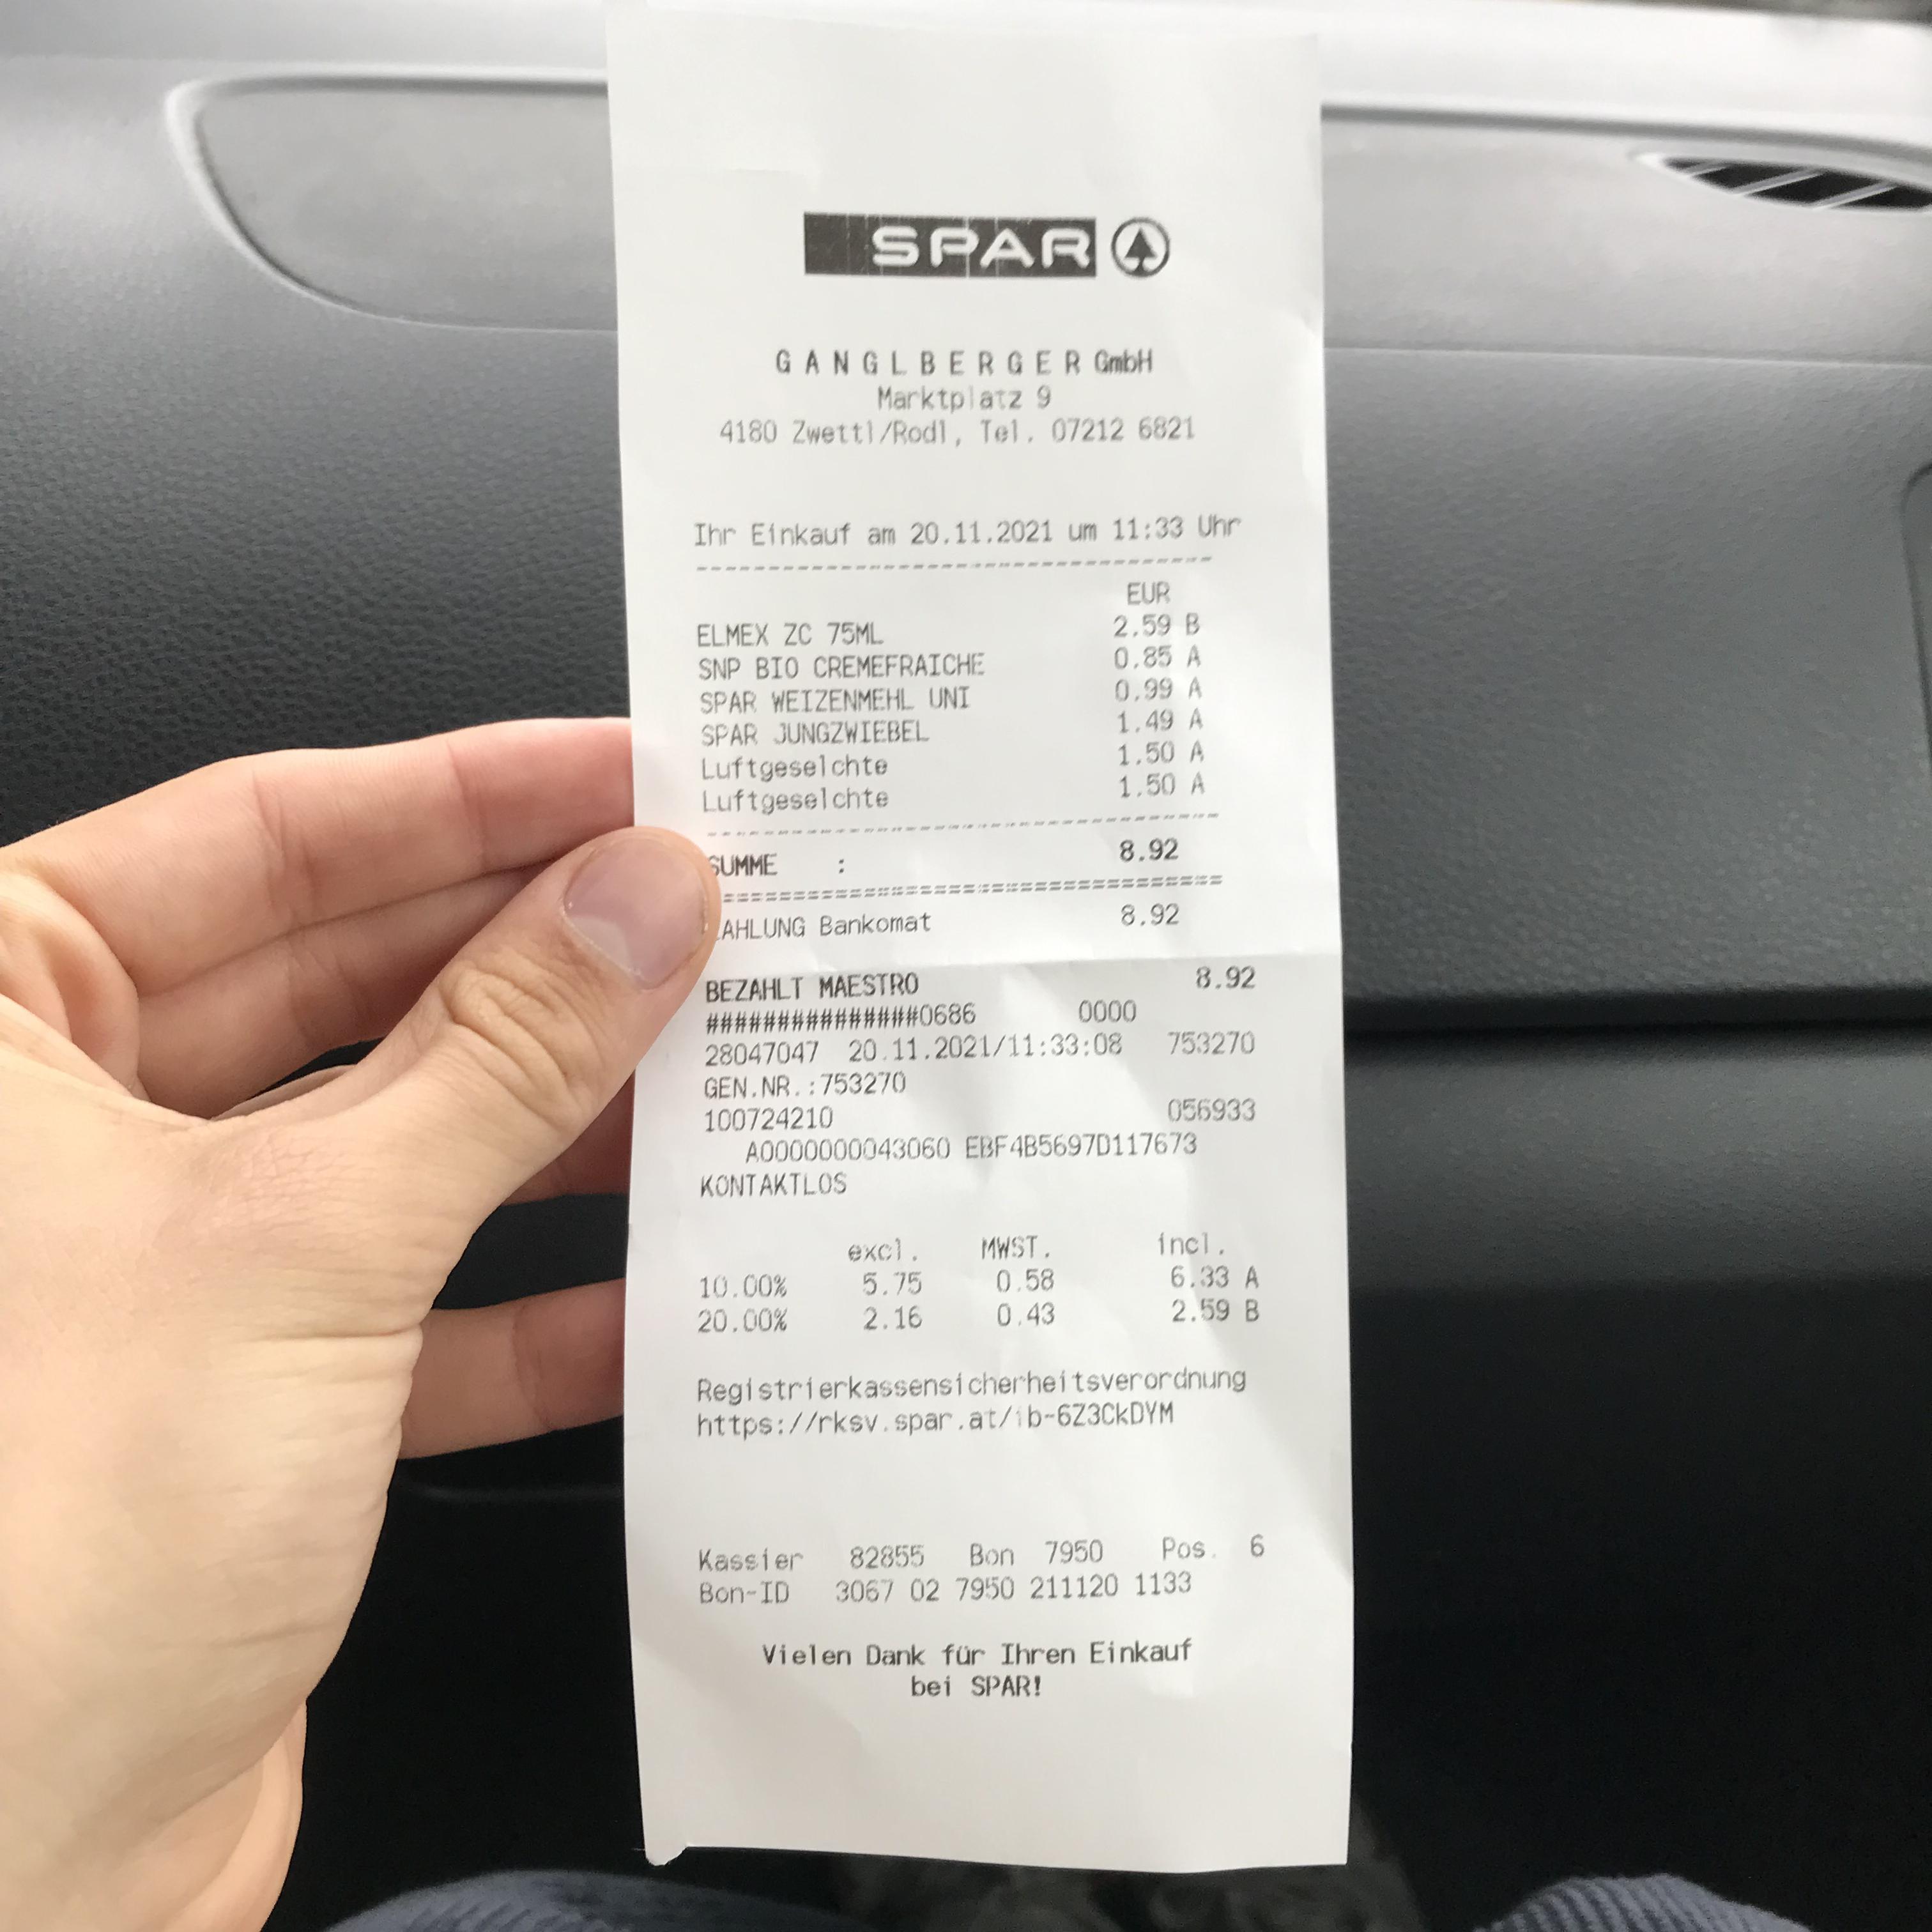 SPAR
GANGLBERGER GmbH
Marktplatz 9
4180 Zwettl/Rodl, Tel. 07212 6821
Ihr Einkauf am 20.11.2021 um 11:33 Uhr
EUR
ELMEX ZC 75ML 2.59 B
SNP BIO CREMEFRAICHE 0.85 A
SPAR WEIZENMEHL UNI 0.99 A
SPAR JUNGZWIEBEL 1.49 A
Luftgeselchte 1.50 A
Luftgeselchte 1.50 A
SUMME : 8.92
AHLUNG Bankomat 8.92
BEZAHLT MAESTRO 8.92
###############0686 0000
28047047 20.11.2021/11:33:08 753270
GEN.NR.:753270
100724210 056933
A0000000043060 EBF4B5697D117673
KONTAKTLOS
excl. MWST. incl.
10.00% 5.75 0.58 6.33 A
20.00% 2.16 0.43 2.59 B
Registrierkassensicherheitsverordnung
https://rksv.spar.at/ib-6Z3CkDYM
Kassier 82855 Bon 7950 Pos. 6
Bon-ID 3067 02 7950 211120 1133
Vielen Dank für Ihren Einkauf
bei SPAR!